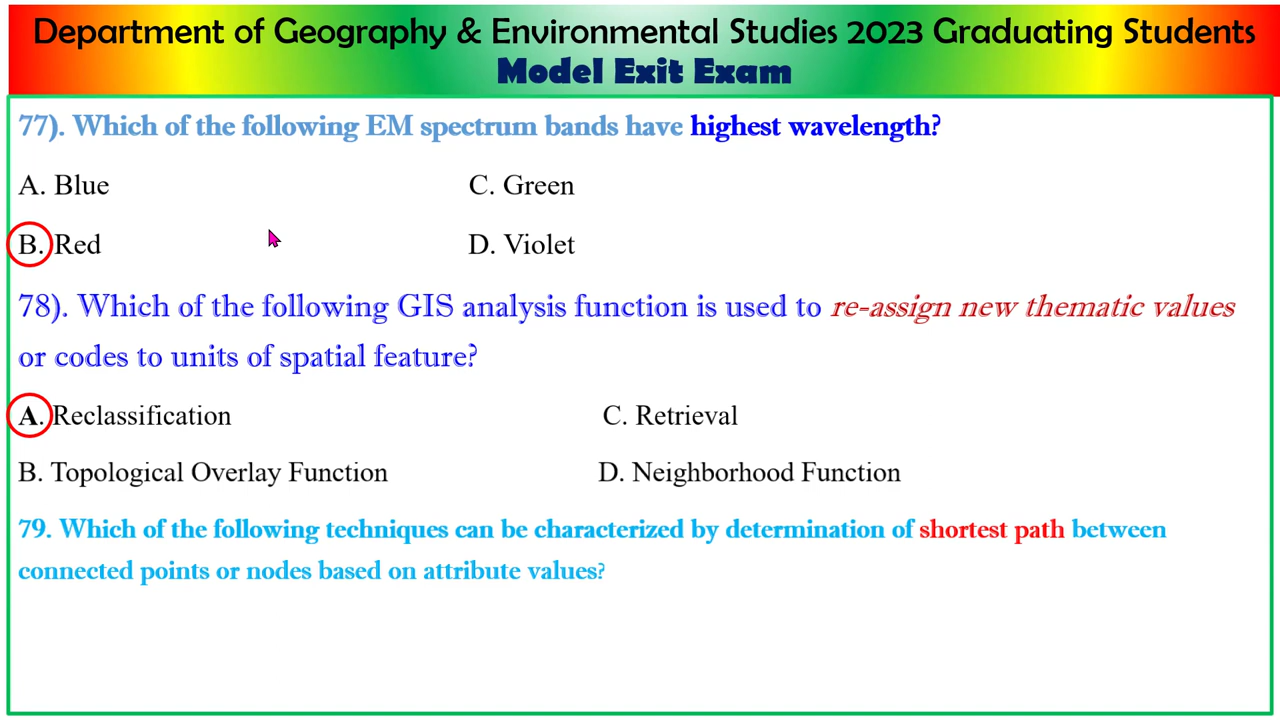 Department of Geography & Environmental Studies 2023 Graduating Students
Model Exit Exam
77). Which of the following EM spectrum bands have highest wavelength?
A. Blue C. Green
B. Red D. Violet
78). Which of the following GIS analysis function is used to re-assign new thematic values
or codes to units of spatial feature?
A. Reclassification C. Retrieval
B. Topological Overlay Function D. Neighborhood Function
79. Which of the following techniques can be characterized by determination of shortest path between
connected points or nodes based on attribute values?